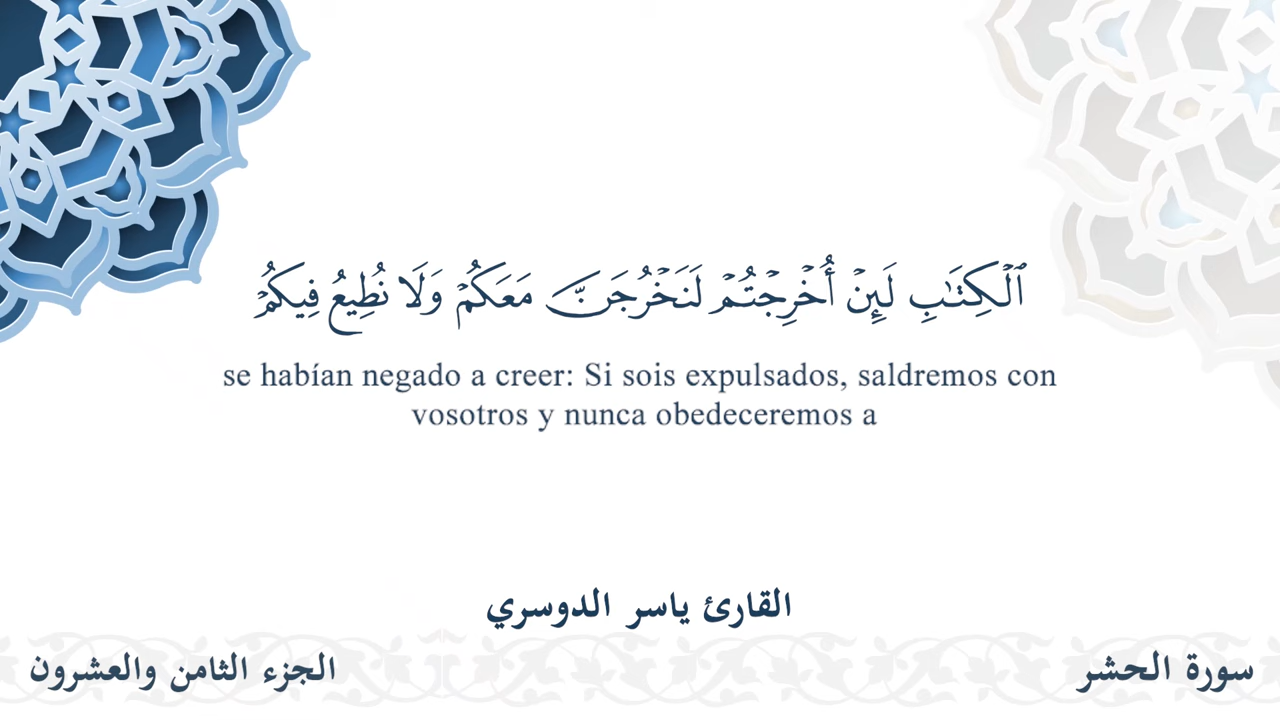 ٱلْكِتَٰبِ لَئِنْ أُخْرِجْتُمْ لَنَخْرُجَنَّ مَعَكُمْ وَلَا نُطِيعُ فِيكُمْ
se habían negado a creer: Si sois expulsados, saldremos con
vosotros y nunca obedeceremos a
القارئ ياسر الدوسري
سورة الحشر
الجزء الثامن والعشرون